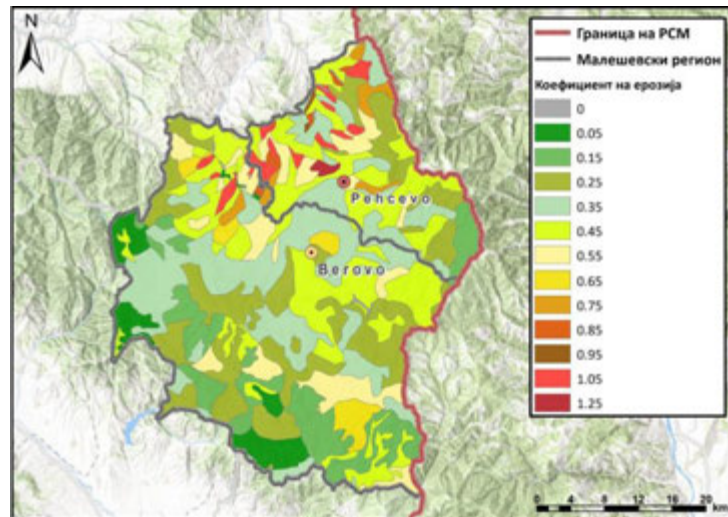 N
Граница на РСМ
Малешевски регион
Коефициент на ерозија
0
0.05
0.15
0.25
0.35
0.45
0.55
0.65
0.75
0.85
0.95
1.05
1.25
Pehcevo
Berovo
0 4 8 12 16 20
km